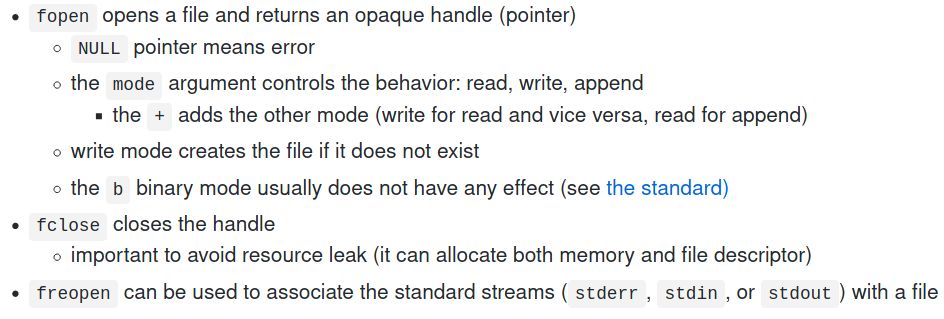 • fopen opens a file and returns an opaque handle (pointer)
◦ NULL pointer means error
◦ the mode argument controls the behavior: read, write, append
▪ the + adds the other mode (write for read and vice versa, read for append)
◦ write mode creates the file if it does not exist
◦ the b binary mode usually does not have any effect (see the standard)
• fclose closes the handle
◦ important to avoid resource leak (it can allocate both memory and file descriptor)
• freopen can be used to associate the standard streams ( stderr , stdin , or stdout ) with a file